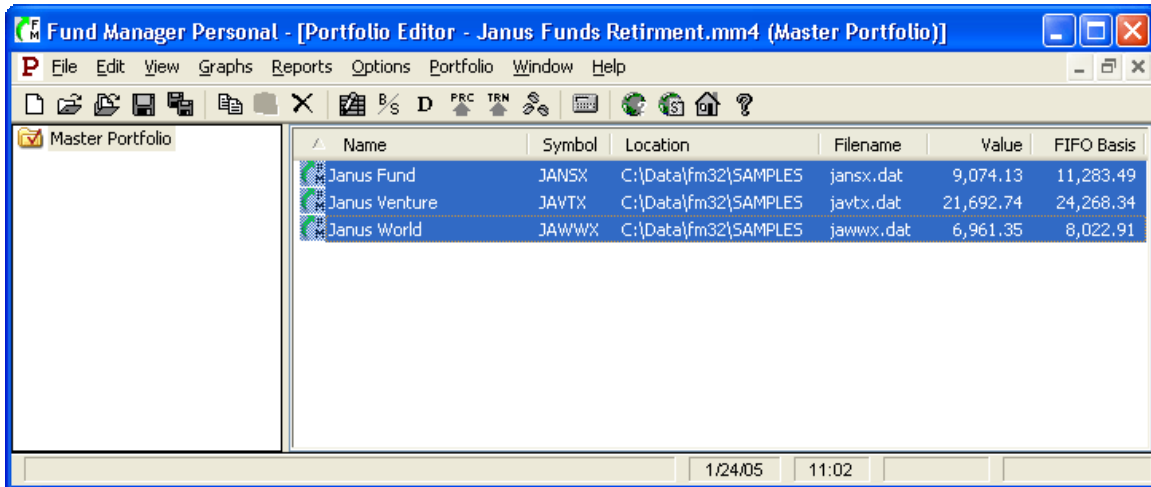 Fund Manager Personal - [Portfolio Editor - Janus Funds Retirment.mm4 (Master Portfolio)]
P File Edit View Graphs Reports Options Portfolio Window Help
B/S D PRC TRN
Master Portfolio
Name Symbol Location Filename Value FIFO Basis
Janus Fund JANSX C:\Data\fm32\SAMPLES jansx.dat 9,074.13 11,283.49
Janus Venture JAVTX C:\Data\fm32\SAMPLES javtx.dat 21,692.74 24,268.34
Janus World JAWWX C:\Data\fm32\SAMPLES jawwx.dat 6,961.35 8,022.91
1/24/05 11:02